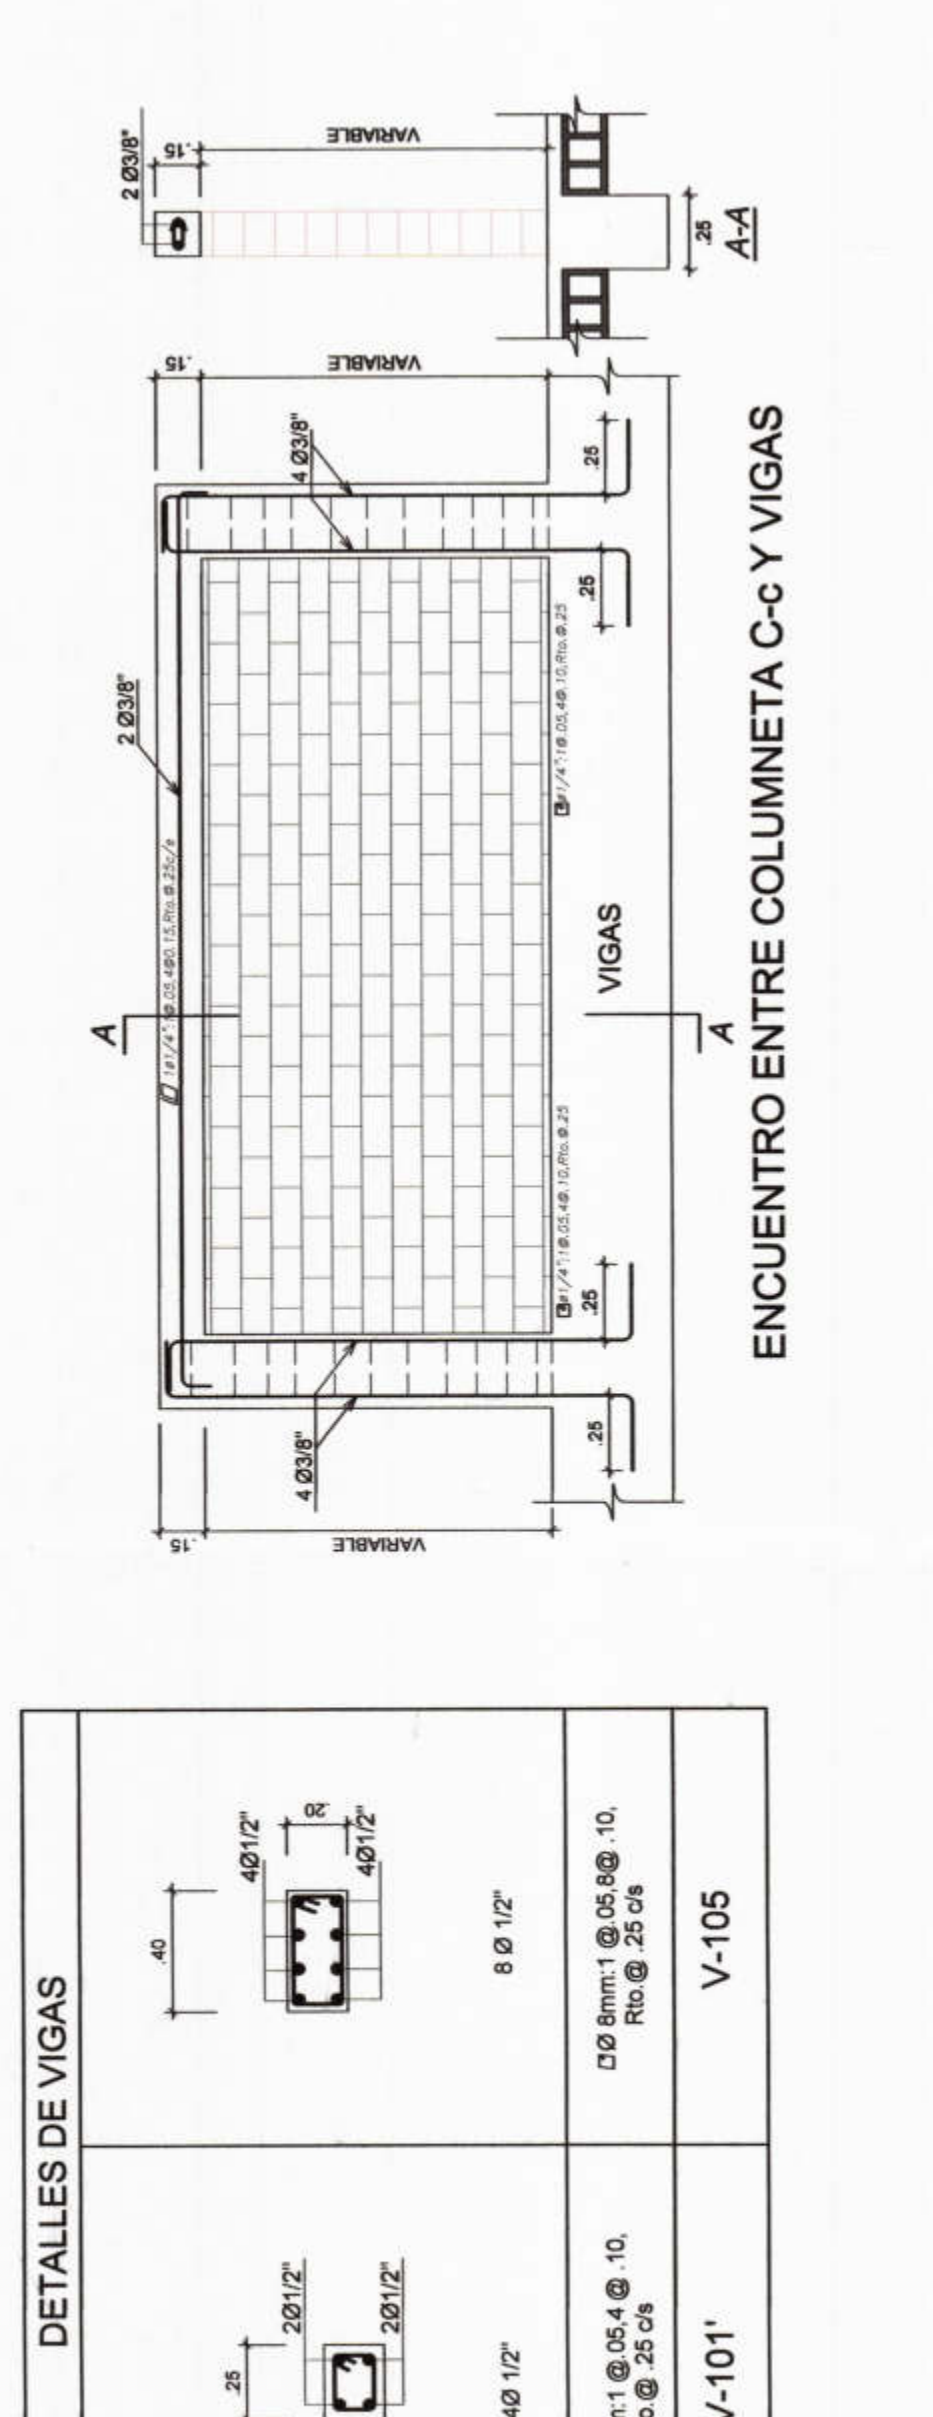 DETALLES DE VIGAS
.25
2Ø1/2"
2Ø1/2"
4Ø 1/2"
:1 @.05,4 @ .10,
.@ .25 c/s
V-101'
.40
4Ø1/2"
.20
4Ø1/2"
8 Ø 1/2"
Ø 8mm:1 @.05,8@ .10,
Rto.@ .25 c/s
V-105
.15
VARIABLE
4 Ø3/8"
.25
.25
Ø1/4":1@.05,4@.10,Rto.@.25
A
1Ø1/4":1@.05,4@0.15,Rto.@.25c/e
2 Ø3/8"
VIGAS
A
Ø1/4":1@.05,4@.10,Rto.@.25
4 Ø3/8"
.25
.25
.15
VARIABLE
ENCUENTRO ENTRE COLUMNETA C-c Y VIGAS
2 Ø3/8"
.15
VARIABLE
.25
A-A